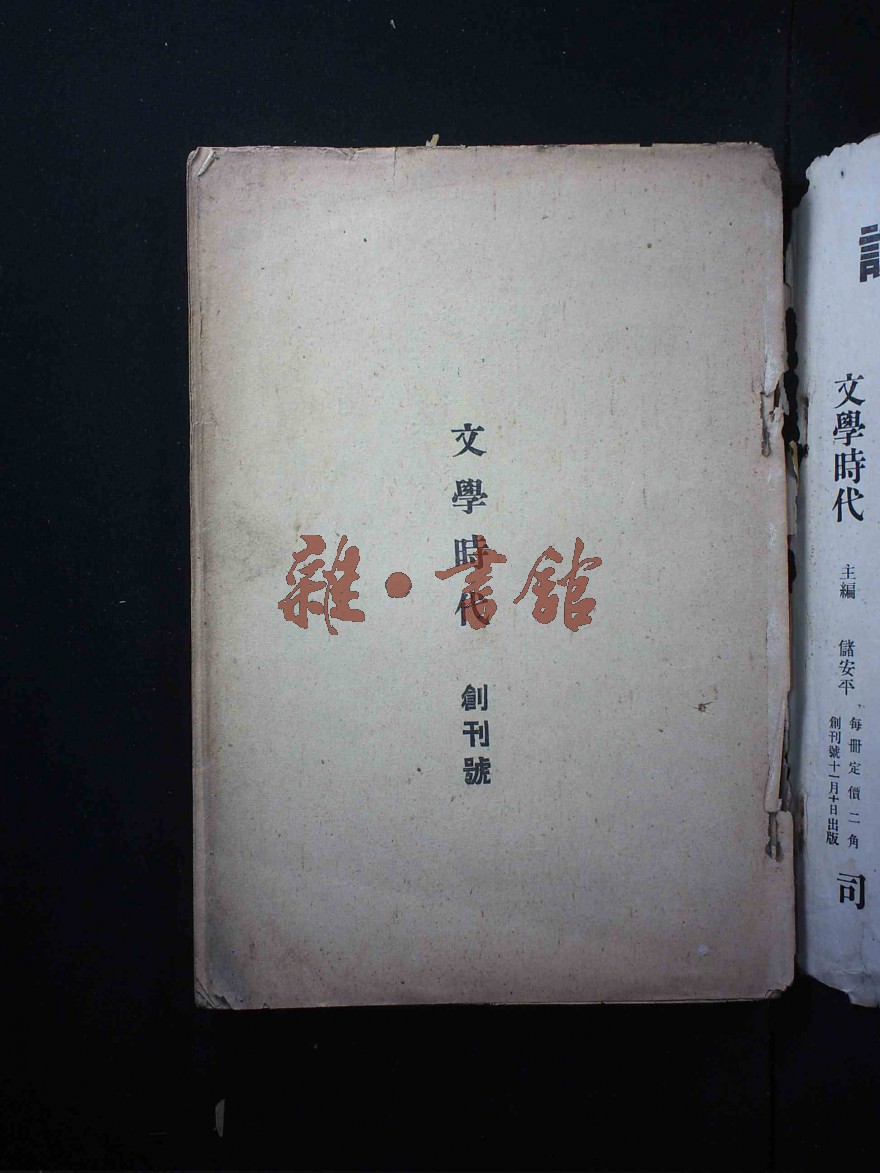 文學時代
主編
儲安平
每冊定價二角
創刊號十一月十日出版
司
文學時代
創刊號
雜·書館